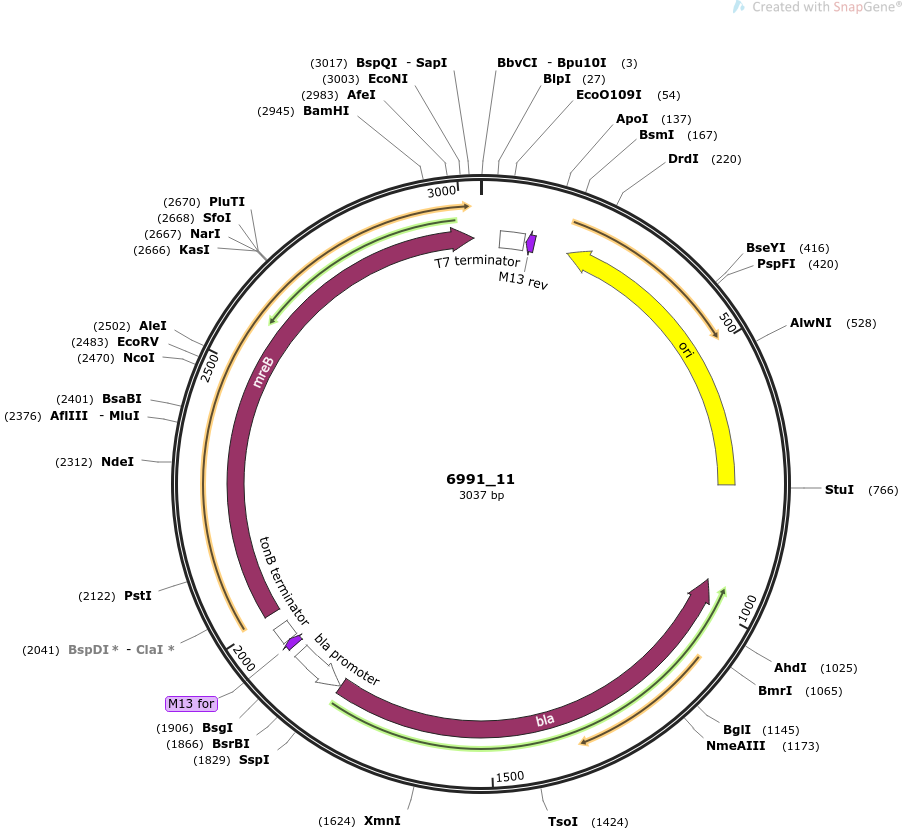 Created with SnapGene®
(3017) BspQI - SapI
(3003) EcoNI
(2983) AfeI
(2945) BamHI
BbvCI - Bpu10I (3)
BlpI (27)
EcoO109I (54)
ApoI (137)
BsmI (167)
DrdI (220)
3000
T7 terminator
M13 rev
(2670) PluTI
(2668) SfoI
(2667) NarI
(2666) KasI
BseYI (416)
PspFI (420)
500
AlwNI (528)
ori
(2502) AleI
(2483) EcoRV
(2470) NcoI
2500
mreB
(2401) BsaBI
(2376) AflIII - MluI
(2312) NdeI
6991_11
3037 bp
StuI (766)
tonB terminator
(2122) PstI
1000
(2041) BspDI * - ClaI *
2000
bla promoter
AhdI (1025)
BmrI (1065)
M13 for
(1906) BsgI
(1866) BsrBI
(1829) SspI
bla
BglI (1145)
NmeAIII (1173)
1500
(1624) XmnI
TsoI (1424)